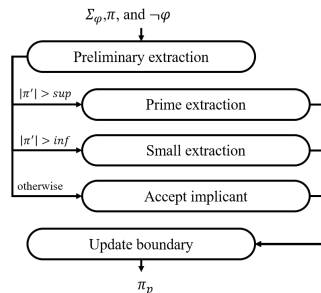 Σφ,π, and ¬φ
Preliminary extraction
|π′| > sup
Prime extraction
|π′| > inf
Small extraction
otherwise
Accept implicant
Update boundary
πp